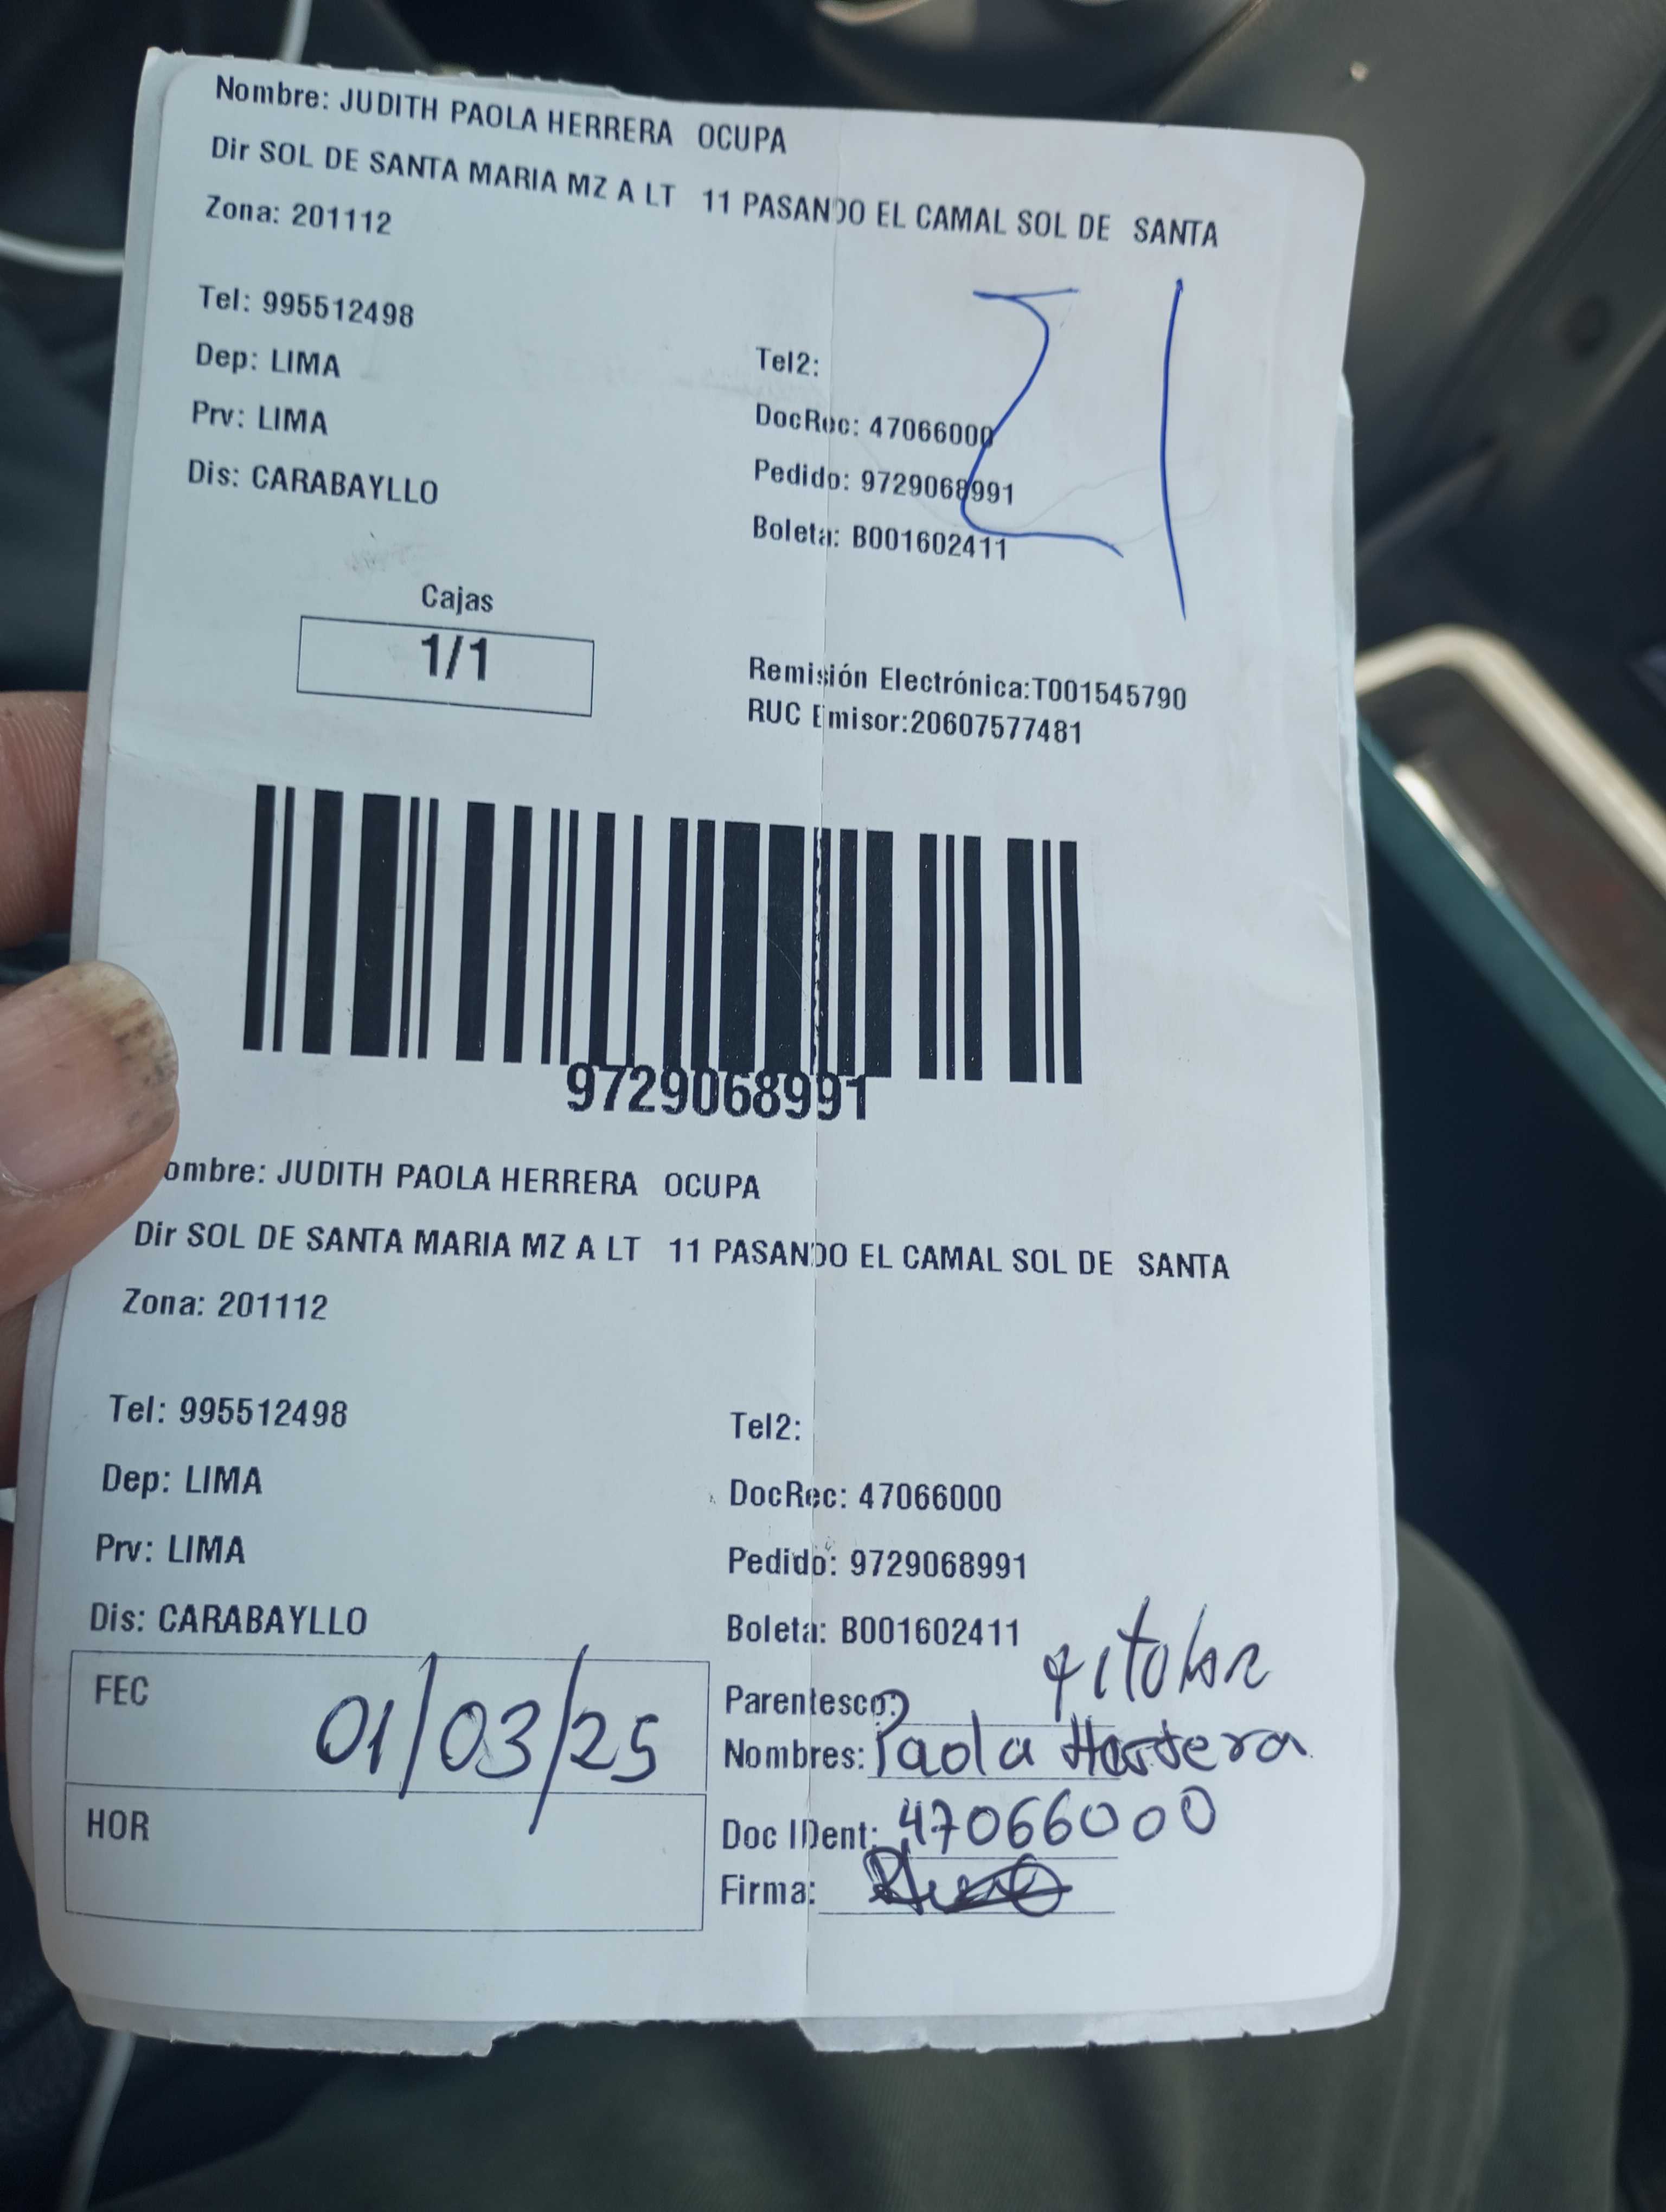 Nombre: JUDITH PAOLA HERRERA OCUPA
Dir SOL DE SANTA MARIA MZ A LT 11 PASANDO EL CAMAL SOL DE SANTA
Zona: 201112
Tel: 995512498
Tel2:
Dep: LIMA
DocRec: 47066000
Prv: LIMA
Pedido: 9729068991
Dis: CARABAYLLO
Boleta: B001602411
Cajas
1/1
Remisión Electrónica:T001545790
RUC Emisor:20607577481
9729068991
ombre: JUDITH PAOLA HERRERA OCUPA
Dir SOL DE SANTA MARIA MZ A LT 11 PASANDO EL CAMAL SOL DE SANTA
Zona: 201112
Tel: 995512498
Tel2:
Dep: LIMA
DocRec: 47066000
Prv: LIMA
Pedido: 9729068991
Dis: CARABAYLLO
Boleta: B001602411
FEC 01/03/25
HOR
Parentesco:
Nombres: Paola Herrera
Doc IDent: 47066000
Firma: